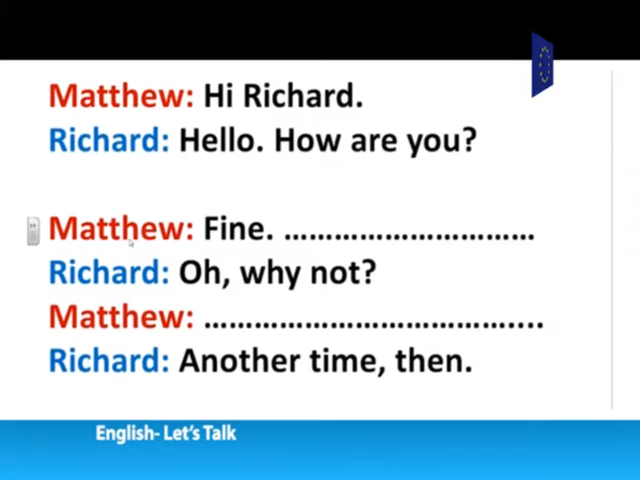 Matthew: Hi Richard.
Richard: Hello. How are you?
Matthew: Fine. ……………………………
Richard: Oh, why not?
Matthew: ………………………………....
Richard: Another time, then.
English- Let's Talk